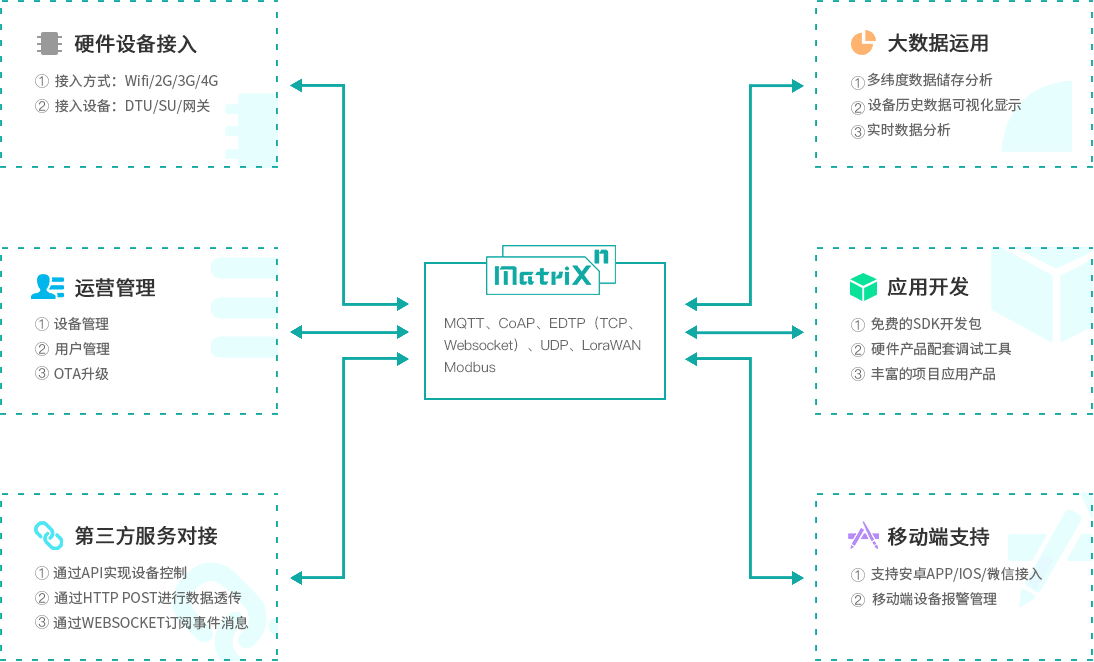 硬件设备接入
① 接入方式：Wifi/2G/3G/4G
② 接入设备：DTU/SU/网关
运营管理
① 设备管理
② 用户管理
③ OTA升级
第三方服务对接
① 通过API实现设备控制
② 通过HTTP POST进行数据透传
③ 通过WEBSOCKET订阅事件消息
MatriX n
MQTT、CoAP、EDTP（TCP、
Websocket）、UDP、LoraWAN
Modbus
大数据运用
①多纬度数据储存分析
②设备历史数据可视化显示
③实时数据分析
应用开发
① 免费的SDK开发包
② 硬件产品配套调试工具
③ 丰富的项目应用产品
移动端支持
① 支持安卓APP/IOS/微信接入
② 移动端设备报警管理